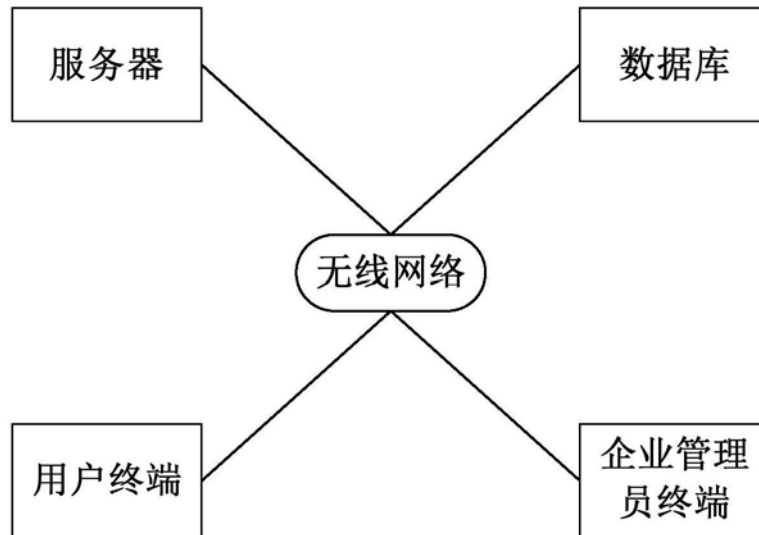 服务器
数据库
无线网络
用户终端
企业管理
员终端